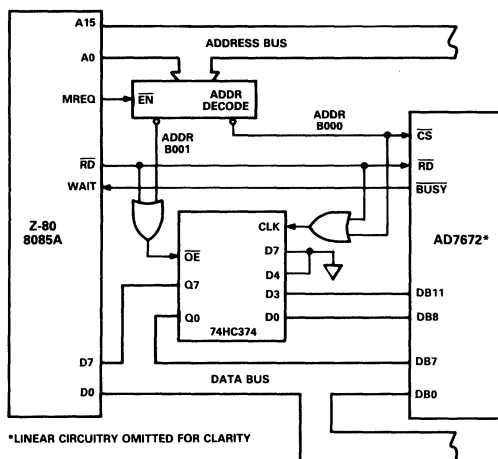 A15
ADDRESS BUS
A0
MREQ
EN
ADDR
DECODE
ADDR
B000
ADDR
B001
CS
RD
RD
WAIT
BUSY
Z-80
8085A
CLK
AD7672*
D7
OE
D4
Q7
D3
DB11
Q0
D0
DB8
74HC374
DB7
D7
DATA BUS
D0
DB0
*LINEAR CIRCUITRY OMITTED FOR CLARITY